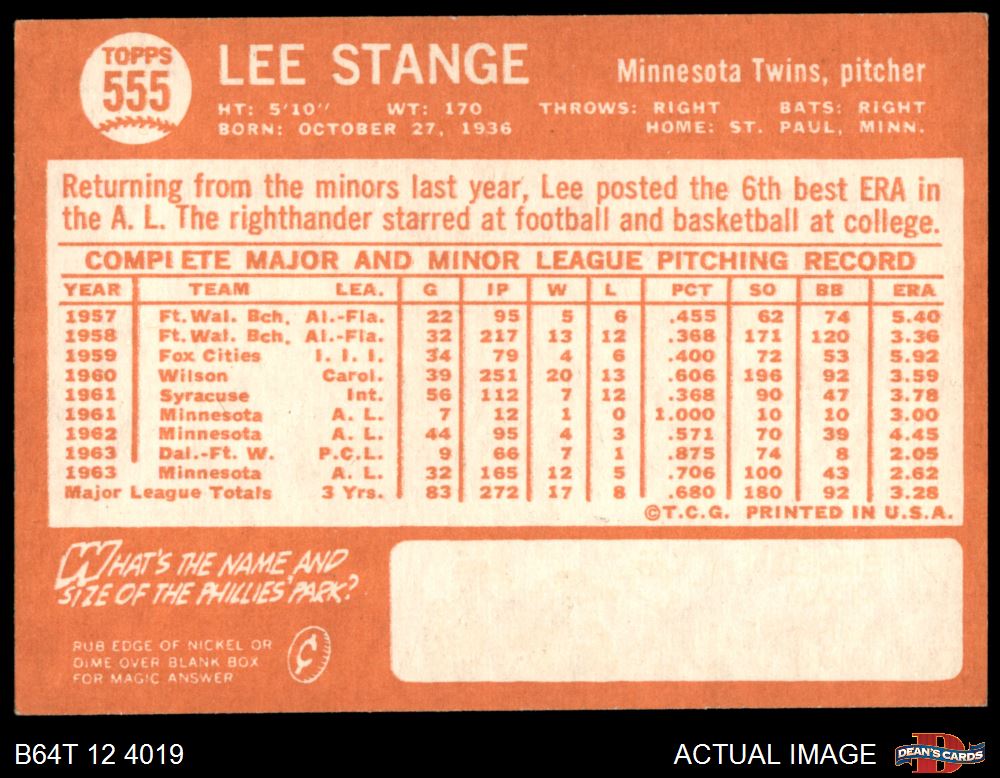 TOPPS
555
LEE STANGE
Minnesota Twins, pitcher
HT: 5'10" WT: 170 THROWS: RIGHT BATS: RIGHT
BORN: OCTOBER 27, 1936 HOME: ST. PAUL, MINN.
Returning from the minors last year, Lee posted the 6th best ERA in
the A. L. The righthander starred at football and basketball at college.
COMPLETE MAJOR AND MINOR LEAGUE PITCHING RECORD
YEAR TEAM LEA. G IP W L PCT SO BB ERA
1957 Ft. Wal. Bch. Al.-Fla. 22 95 5 6 .455 62 74 5.40
1958 Ft. Wal. Bch. Al.-Fla. 32 217 13 12 .368 171 120 3.36
1959 Fox Cities I. I. I. 34 79 4 6 .400 72 53 5.92
1960 Wilson Carol. 39 251 20 13 .606 196 92 3.59
1961 Syracuse Int. 56 112 7 12 .368 90 47 3.78
1961 Minnesota A. L. 7 12 1 0 1.000 10 10 3.00
1962 Minnesota A. L. 44 95 4 3 .571 70 39 4.45
1963 Dal.-Ft. W. P.C.L. 9 66 7 1 .875 74 8 2.05
1963 Minnesota A. L. 32 165 12 5 .706 100 43 2.62
Major League Totals 3 Yrs. 83 272 17 8 .680 180 92 3.28
©T.C.G. PRINTED IN U.S.A.
WHAT'S THE NAME AND
SIZE OF THE PHILLIES' PARK?
RUB EDGE OF NICKEL OR
DIME OVER BLANK BOX
FOR MAGIC ANSWER
¢
B64T 12 4019
ACTUAL IMAGE
D
DEAN'S CARDS